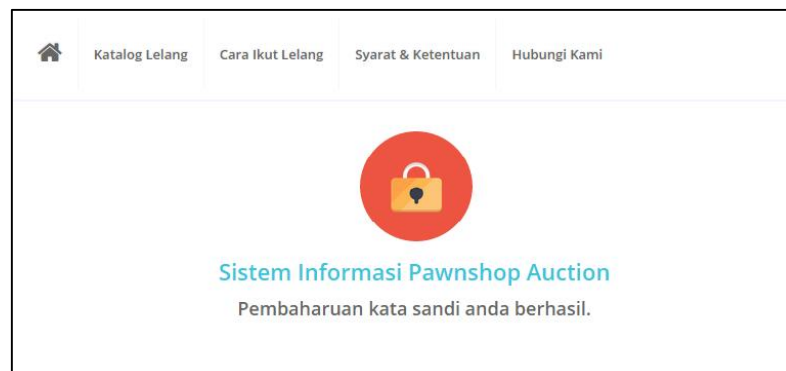 Katalog Lelang Cara Ikut Lelang Syarat & Ketentuan Hubungi Kami
Sistem Informasi Pawnshop Auction
Pembaharuan kata sandi anda berhasil.